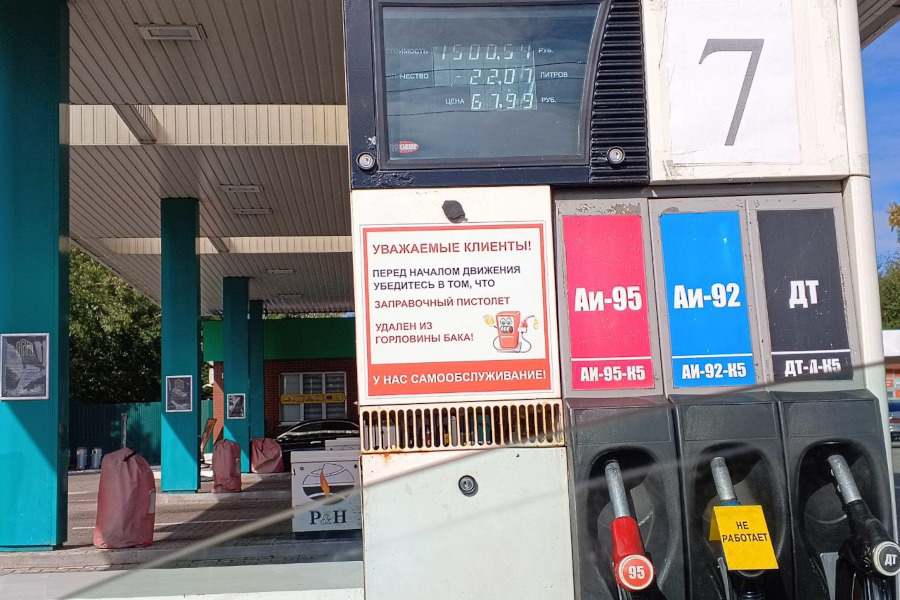 СТОИМОСТЬ 1500,54 РУБ.
22,07 ЛИТРОВ
ЦЕНА 67,99 РУБ.
7
УВАЖАЕМЫЕ КЛИЕНТЫ!
ПЕРЕД НАЧАЛОМ ДВИЖЕНИЯ
УБЕДИТЕСЬ В ТОМ, ЧТО
ЗАПРАВОЧНЫЙ ПИСТОЛЕТ
УДАЛЕН ИЗ
ГОРЛОВИНЫ БАКА!
У НАС САМООБСЛУЖИВАНИЕ!
Аи-95
АИ-95-К5
Аи-92
АИ-92-К5
ДТ
ДТ-Л-К5
95
НЕ
РАБОТАЕТ
ДТ
P&H